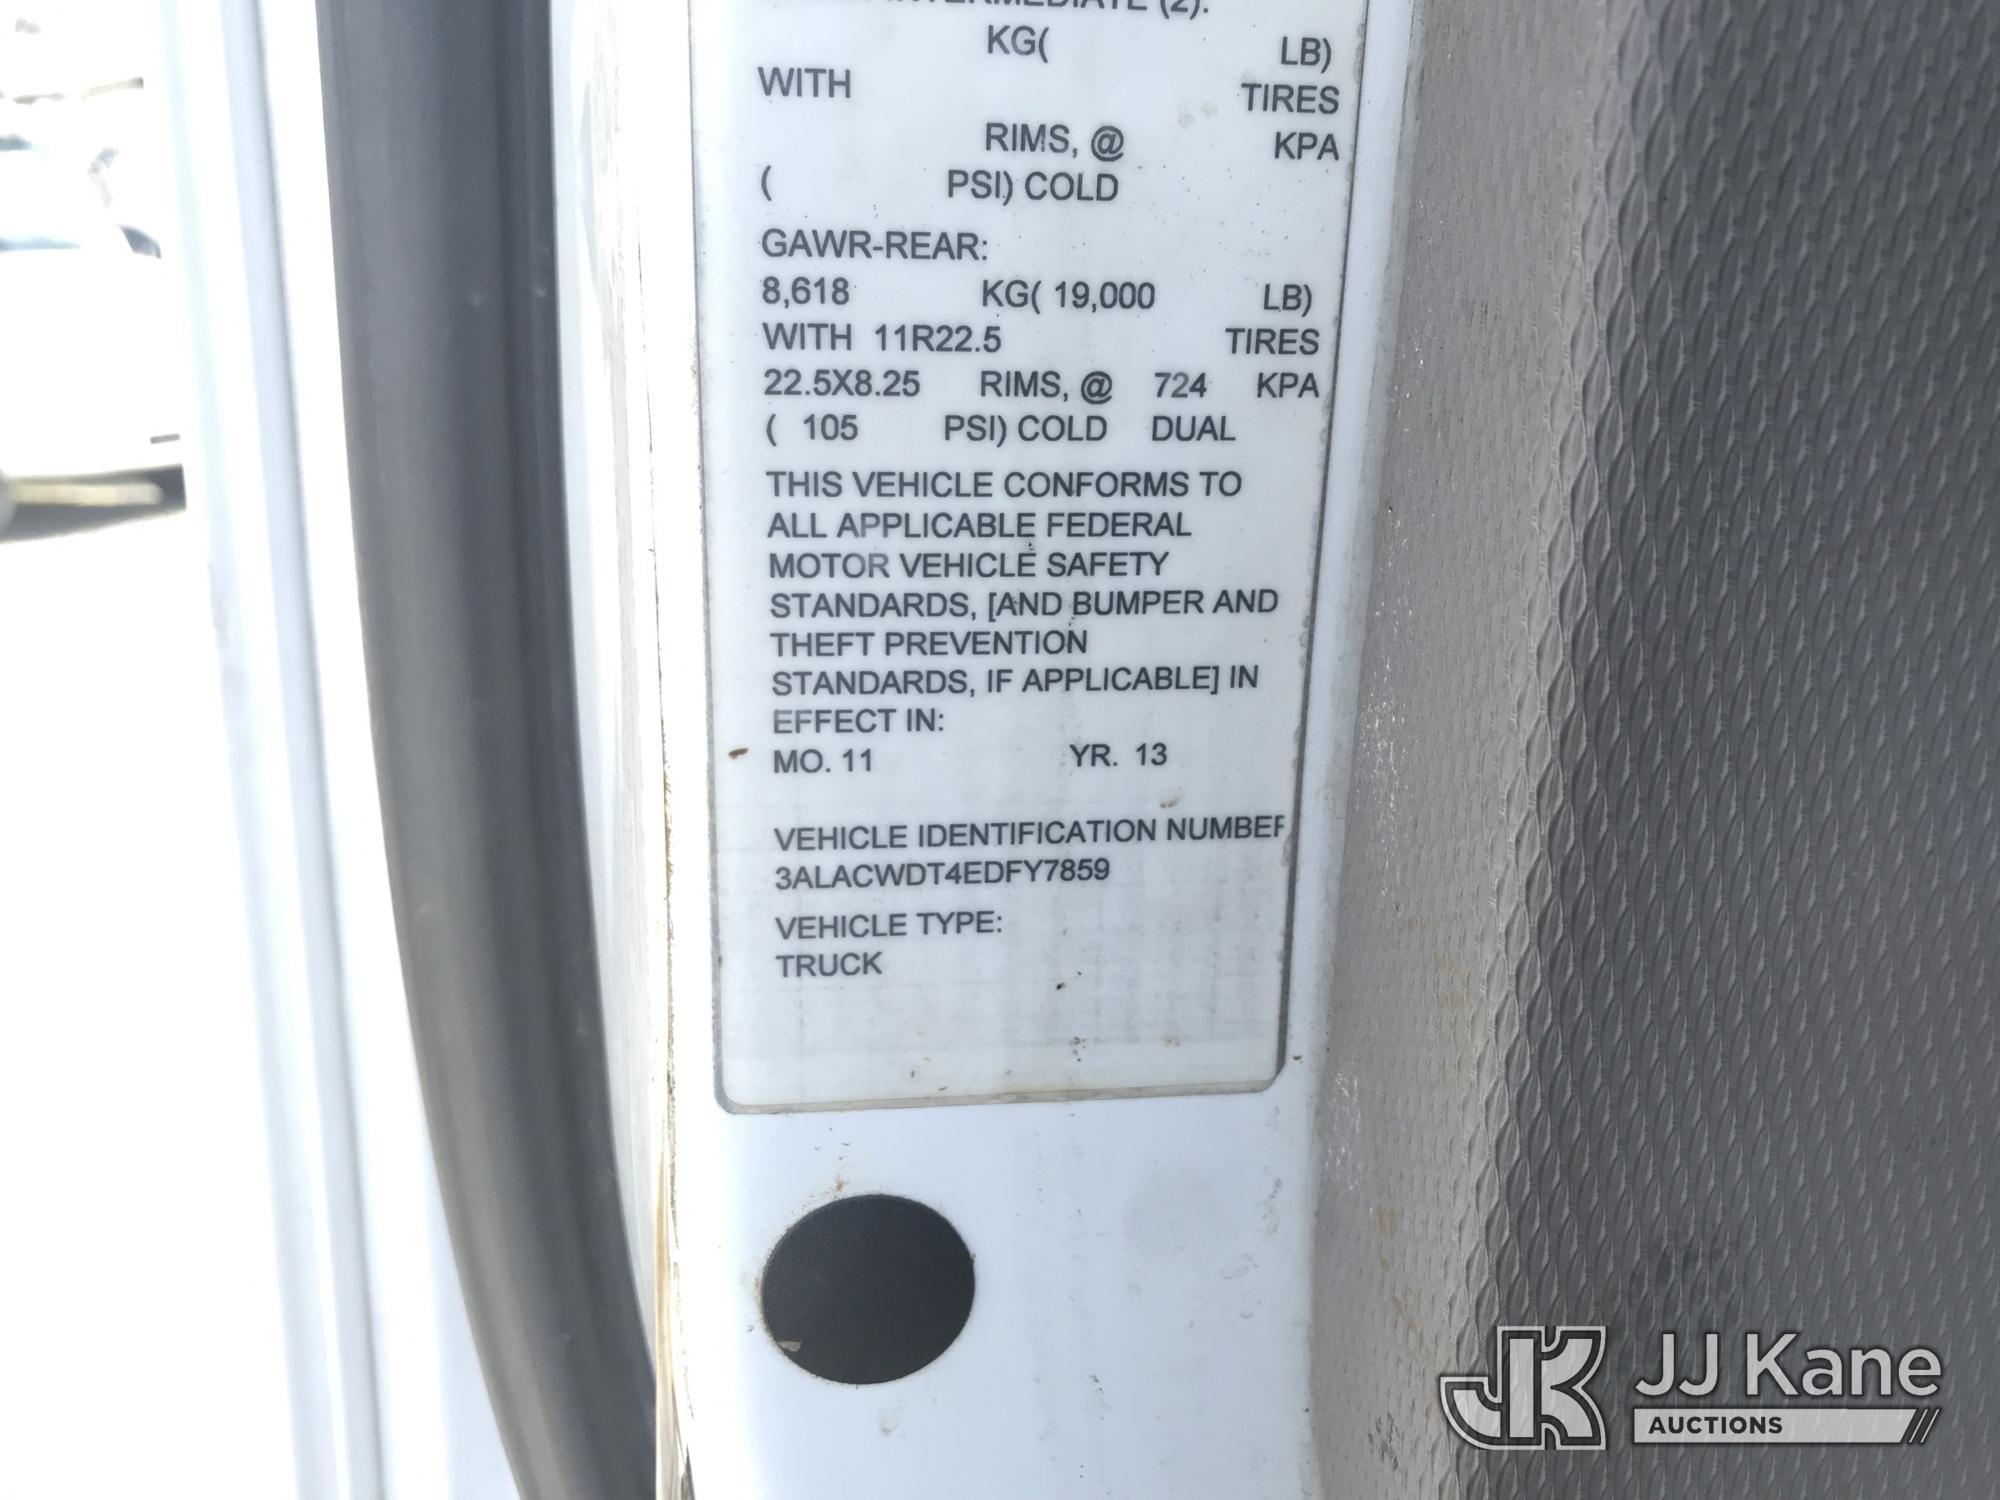 INTERMEDIATE (2):
KG( LB)
WITH TIRES
RIMS, @ KPA
( PSI) COLD
GAWR-REAR:
8,618 KG( 19,000 LB)
WITH 11R22.5 TIRES
22.5X8.25 RIMS, @ 724 KPA
( 105 PSI) COLD DUAL
THIS VEHICLE CONFORMS TO
ALL APPLICABLE FEDERAL
MOTOR VEHICLE SAFETY
STANDARDS, [AND BUMPER AND
THEFT PREVENTION
STANDARDS, IF APPLICABLE] IN
EFFECT IN:
MO. 11 YR. 13
VEHICLE IDENTIFICATION NUMBER
3ALACWDT4EDFY7859
VEHICLE TYPE:
TRUCK
JK JJ Kane
AUCTIONS